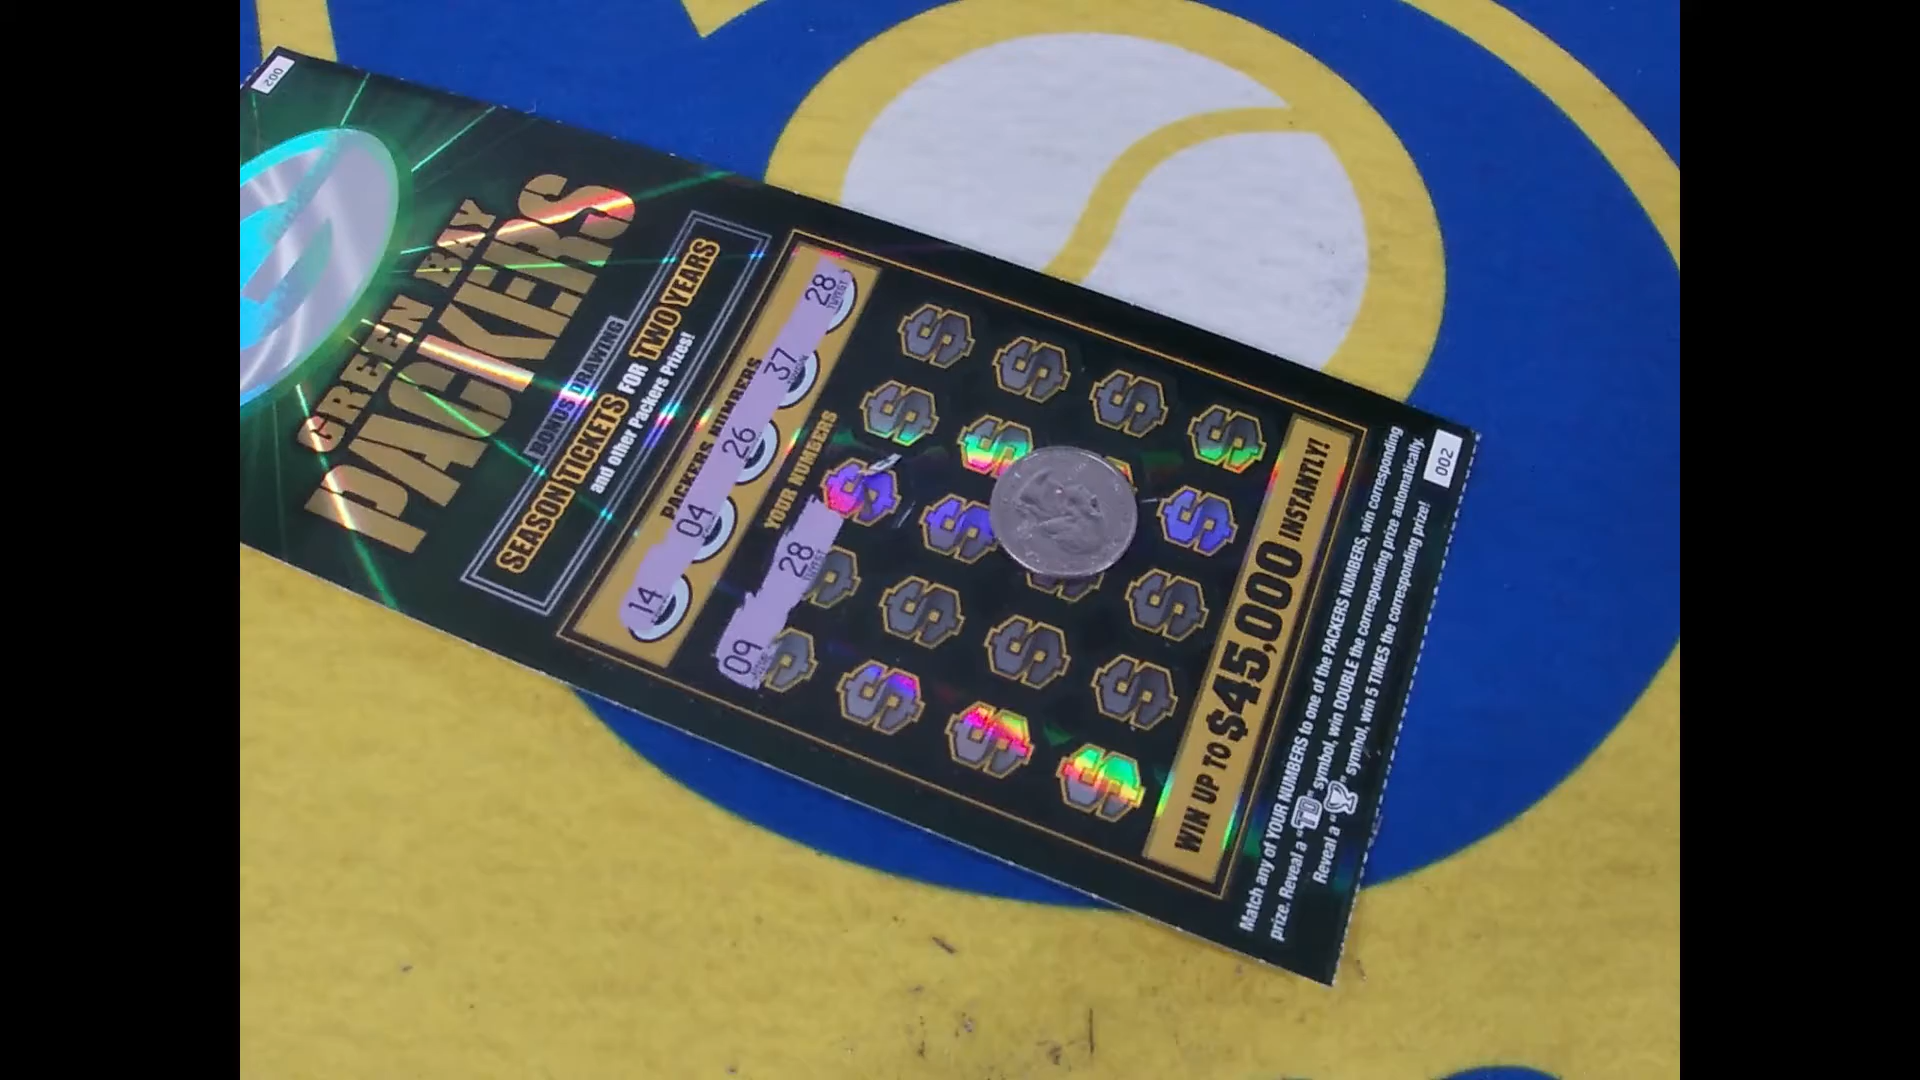 002
GREEN BAY
PACKERS
BONUS DRAWING
SEASON TICKETS FOR TWO YEARS
and other Packers Prizes!
PACKERS NUMBERS
14 04 26 37 28
YOUR NUMBERS
09 28
WIN UP TO $45,000 INSTANTLY!
Match any of YOUR NUMBERS to one of the PACKERS NUMBERS, win corresponding
prize. Reveal a "TD" symbol, win DOUBLE the corresponding prize automatically.
Reveal a " " symbol, win 5 TIMES the corresponding prize!
002